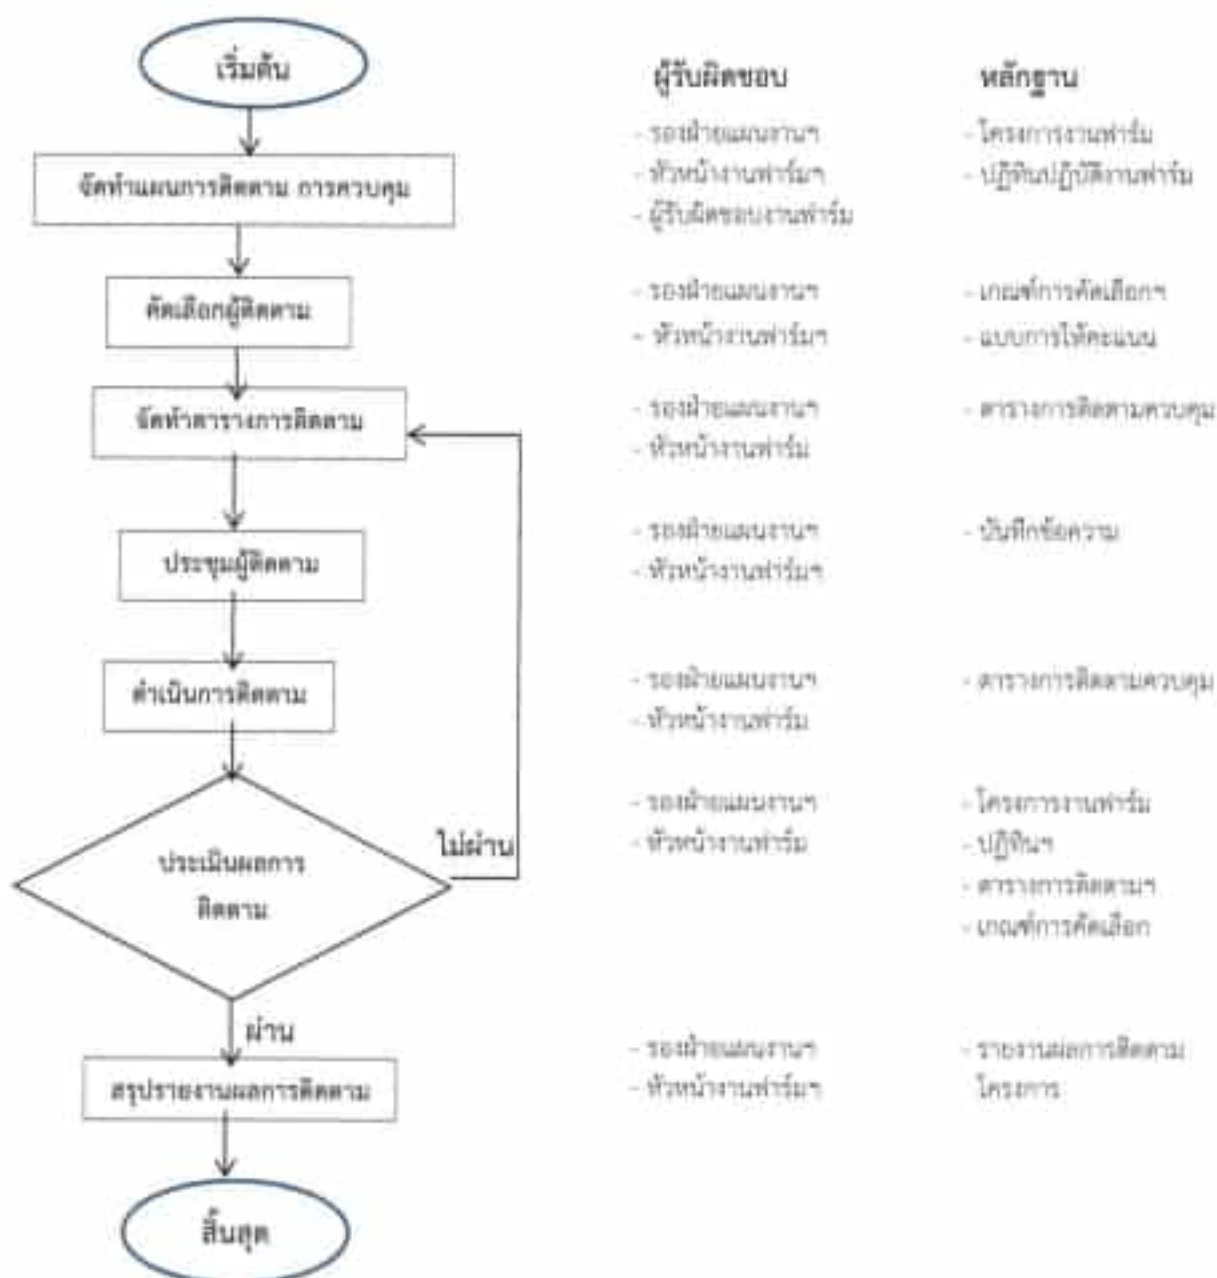 เริ่มต้น
ผู้รับผิดชอบ
หลักฐาน
จัดทำแผนการติดตาม การควบคุม
- รองฝ่ายแผนงานฯ
- หัวหน้างานฟาร์มฯ
- ผู้รับผิดชอบงานฟาร์ม
- โครงการงานฟาร์ม
- ปฏิทินปฏิบัติงานฟาร์ม
คัดเลือกผู้ติดตาม
- รองฝ่ายแผนงานฯ
- หัวหน้างานฟาร์มฯ
- เกณฑ์การคัดเลือกฯ
- แบบการให้คะแนน
จัดทำตารางการติดตาม
- รองฝ่ายแผนงานฯ
- หัวหน้างานฟาร์ม
- ตารางการติดตามควบคุม
ประชุมผู้ติดตาม
- รองฝ่ายแผนงานฯ
- หัวหน้างานฟาร์มฯ
- บันทึกข้อความ
ดำเนินการติดตาม
- รองฝ่ายแผนงานฯ
- หัวหน้างานฟาร์ม
- ตารางการติดตามควบคุม
ประเมินผลการ
ติดตาม
ไม่ผ่าน
- รองฝ่ายแผนงานฯ
- หัวหน้างานฟาร์ม
- โครงการงานฟาร์ม
- ปฏิทินฯ
- ตารางการติดตามฯ
- เกณฑ์การคัดเลือก
ผ่าน
สรุปรายงานผลการติดตาม
- รองฝ่ายแผนงานฯ
- หัวหน้างานฟาร์มฯ
- รายงานผลการติดตาม
โครงการ
สิ้นสุด